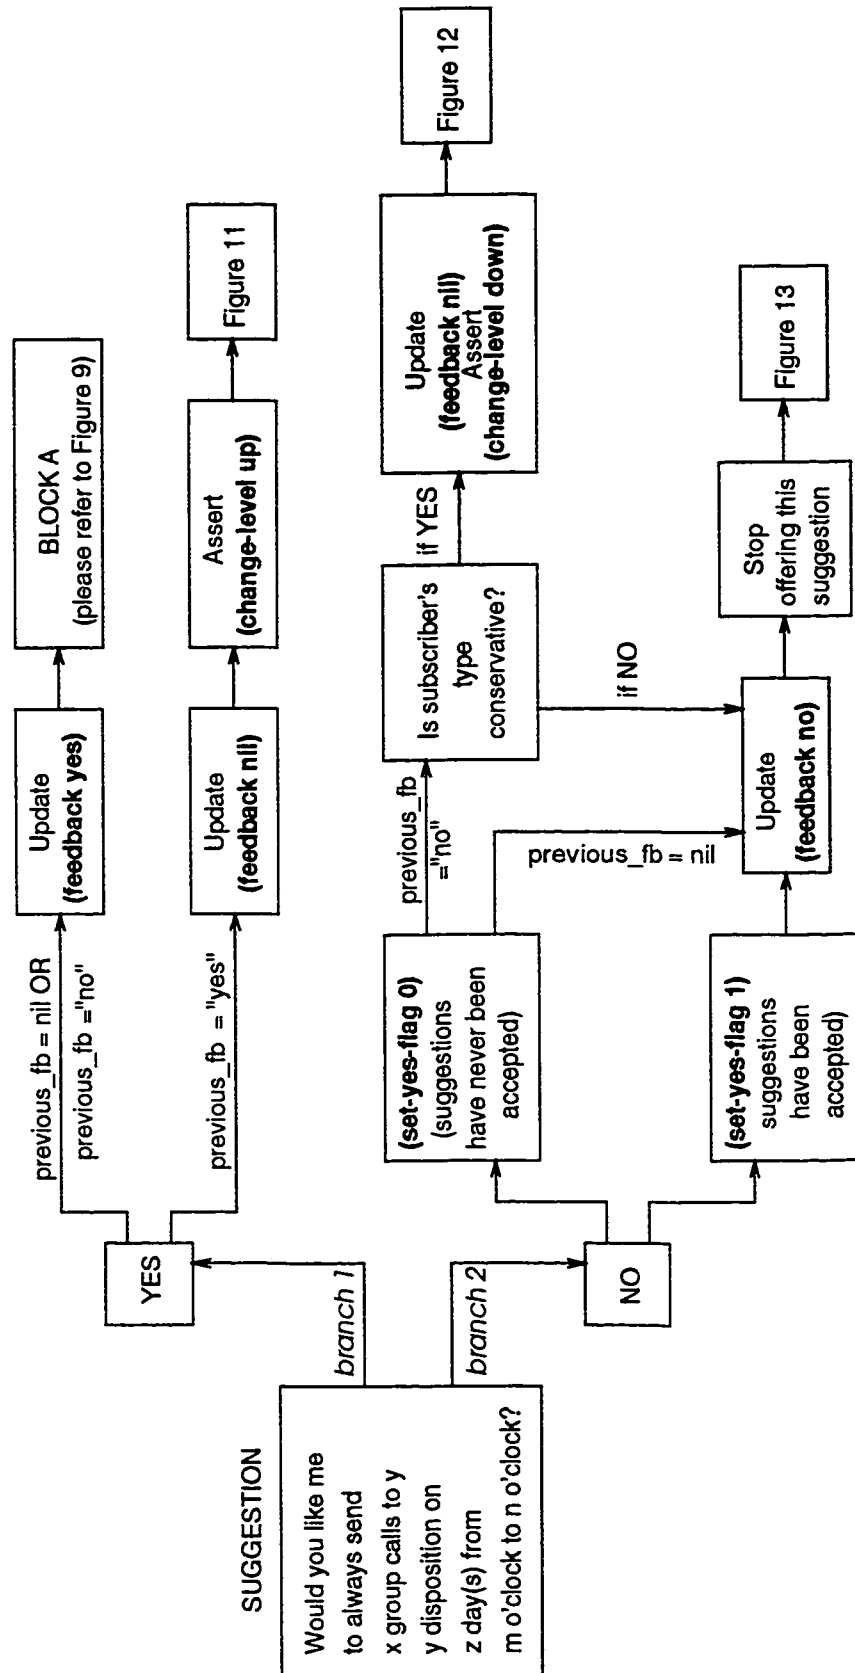 SUGGESTION
Would you like me
to always send
x group calls to y
y disposition on
z day(s) from
m o'clock to n o'clock?
branch 1
branch 2
YES
previous_fb = nil OR
previous_fb ="no"
Update
(feedback yes)
BLOCK A
(please refer to Figure 9)
previous_fb ="yes"
Update
(feedback nil)
Assert
(change-level up)
Figure 11
NO
(set-yes-flag 0)
(suggestions
have never been
accepted)
previous_fb
="no"
Is subscriber's
type
conservative?
if YES
Update
(feedback nil)
Assert
(change-level down)
Figure 12
previous_fb = nil
if NO
(set-yes-flag 1)
suggestions
have been
accepted)
Update
(feedback no)
Stop
offering this
suggestion
Figure 13